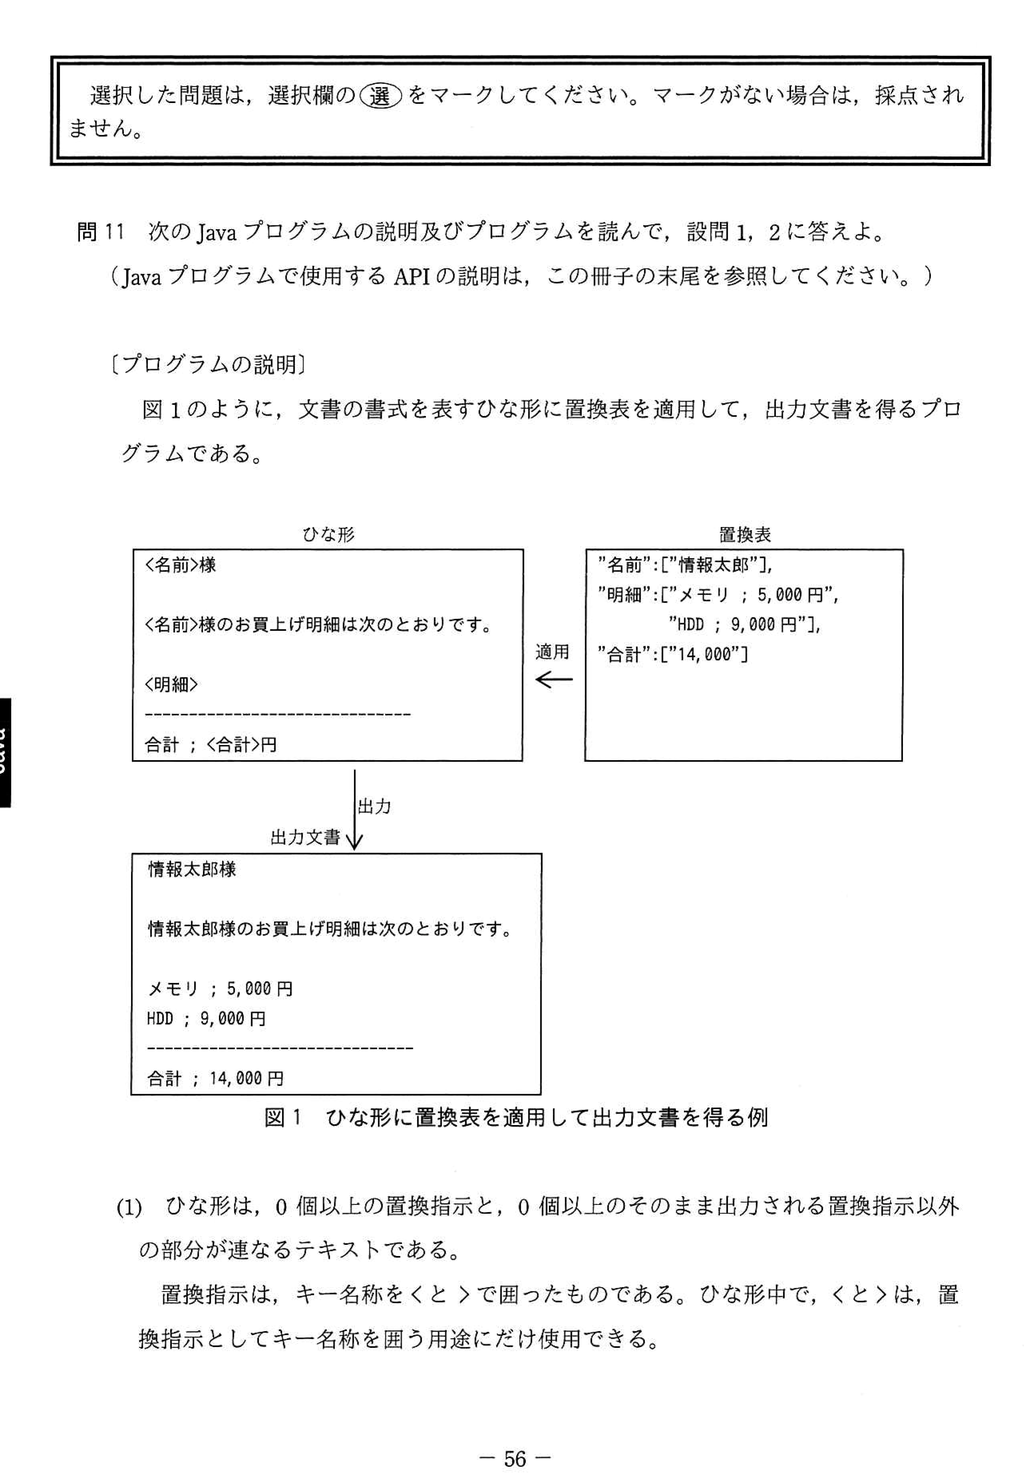 選択した問題は，選択欄の(選)をマークしてください。マークがない場合は，採点され
ません。
問 11　次の Java プログラムの説明及びプログラムを読んで，設問 1，2 に答えよ。
（Java プログラムで使用する API の説明は，この冊子の末尾を参照してください。）
〔プログラムの説明〕
図 1 のように，文書の書式を表すひな形に置換表を適用して，出力文書を得るプロ
グラムである。
ひな形
<名前>様
<名前>様のお買上げ明細は次のとおりです。
<明細>
------------------------------
合計 ; <合計>円
適用
置換表
"名前":["情報太郎"],
"明細":["メモリ ; 5,000 円",
"HDD ; 9,000 円"],
"合計":["14,000"]
出力
出力文書
情報太郎様
情報太郎様のお買上げ明細は次のとおりです。
メモリ ; 5,000 円
HDD ; 9,000 円
------------------------------
合計 ; 14,000 円
図 1　ひな形に置換表を適用して出力文書を得る例
(1)　ひな形は，0 個以上の置換指示と，0 個以上のそのまま出力される置換指示以外
の部分が連なるテキストである。
置換指示は，キー名称を < と > で囲ったものである。ひな形中で，< と > は，置
換指示としてキー名称を囲う用途にだけ使用できる。
Java
－ 56 －